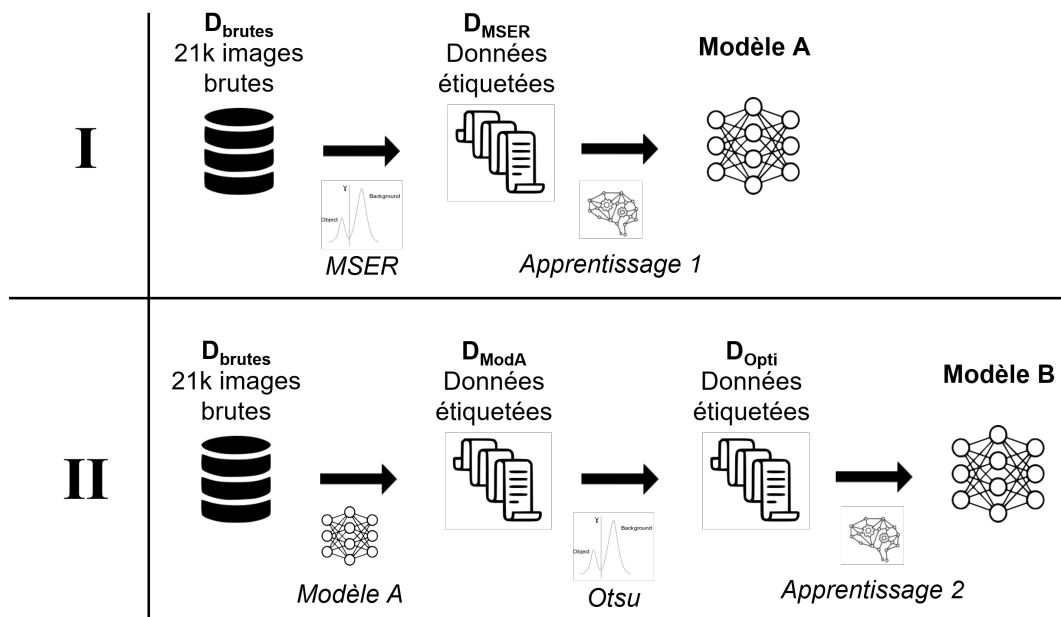 I
D_brutes
21k images
brutes
γ
Background
Object
MSER
D_MSER
Données
étiquetées
Apprentissage 1
Modèle A
II
D_brutes
21k images
brutes
Modèle A
D_ModA
Données
étiquetées
γ
Background
Object
Otsu
D_Opti
Données
étiquetées
Apprentissage 2
Modèle B